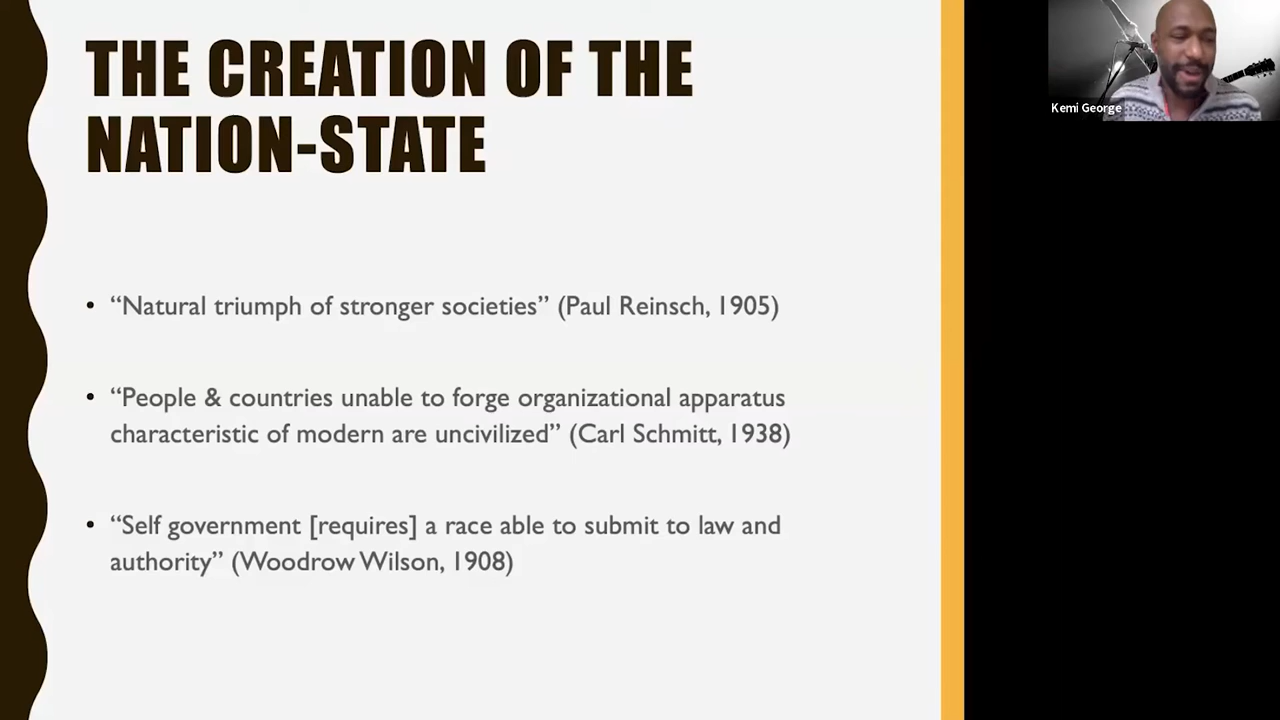 THE CREATION OF THE
NATION-STATE
• “Natural triumph of stronger societies” (Paul Reinsch, 1905)
• “People & countries unable to forge organizational apparatus
characteristic of modern are uncivilized” (Carl Schmitt, 1938)
• “Self government [requires] a race able to submit to law and
authority” (Woodrow Wilson, 1908)
Kemi George